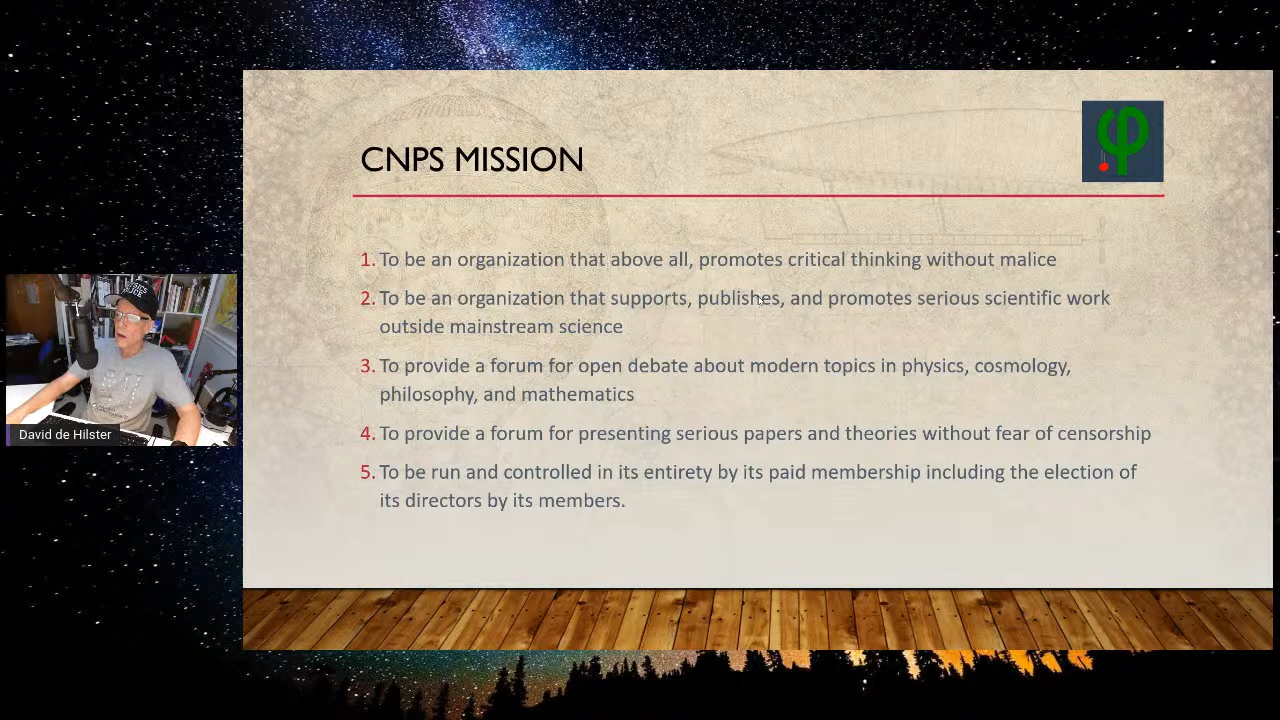 CNPS MISSION
1. To be an organization that above all, promotes critical thinking without malice
2. To be an organization that supports, publishes, and promotes serious scientific work
outside mainstream science
3. To provide a forum for open debate about modern topics in physics, cosmology,
philosophy, and mathematics
4. To provide a forum for presenting serious papers and theories without fear of censorship
5. To be run and controlled in its entirety by its paid membership including the election of
its directors by its members.
David de Hilster